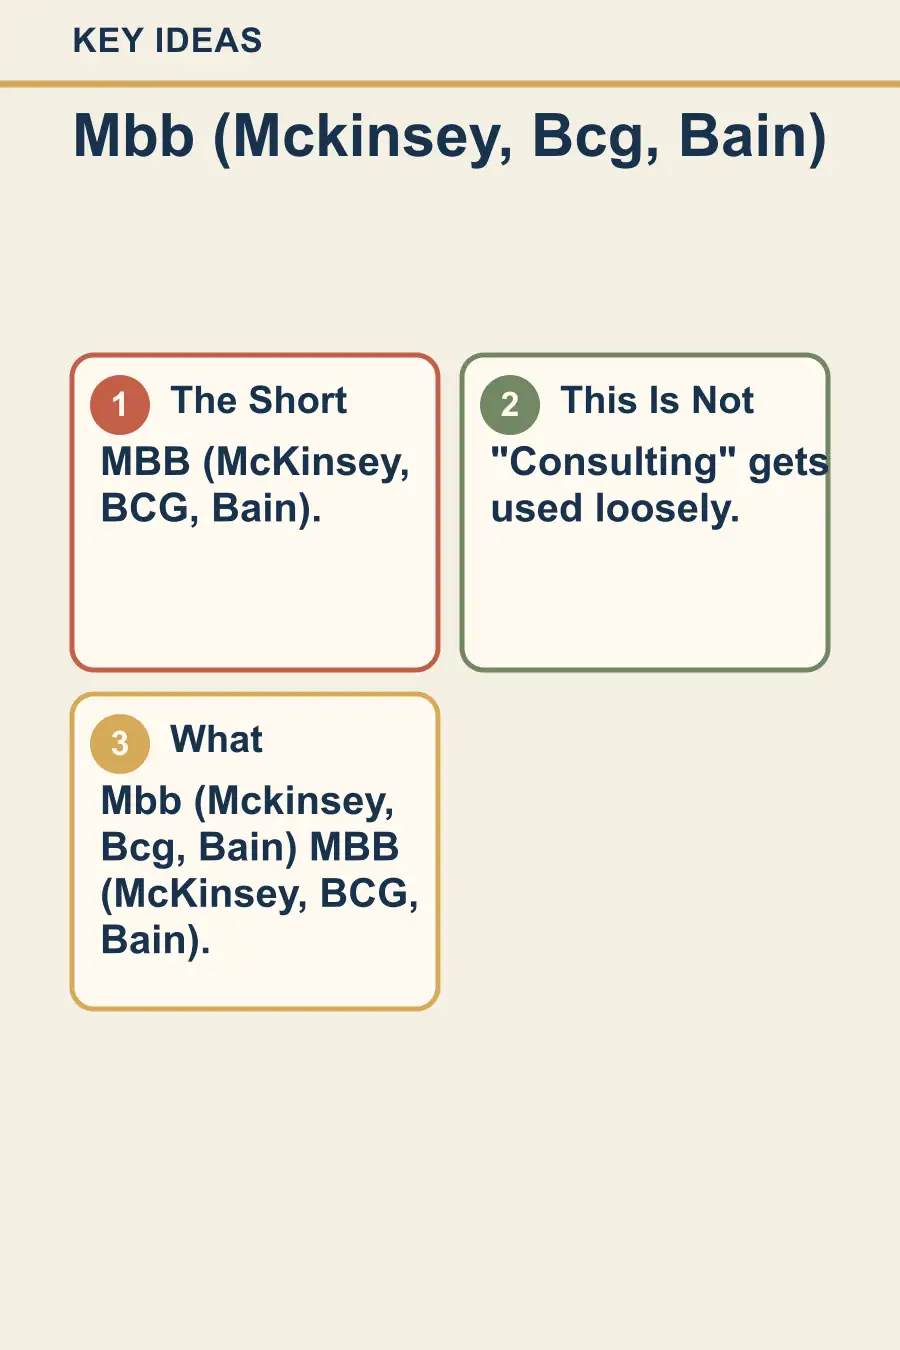 KEY IDEAS
Mbb (Mckinsey, Bcg, Bain)
1 The Short
MBB (McKinsey,
BCG, Bain).
2 This Is Not
"Consulting" gets
used loosely.
3 What
Mbb (Mckinsey,
Bcg, Bain) MBB
(McKinsey, BCG,
Bain).